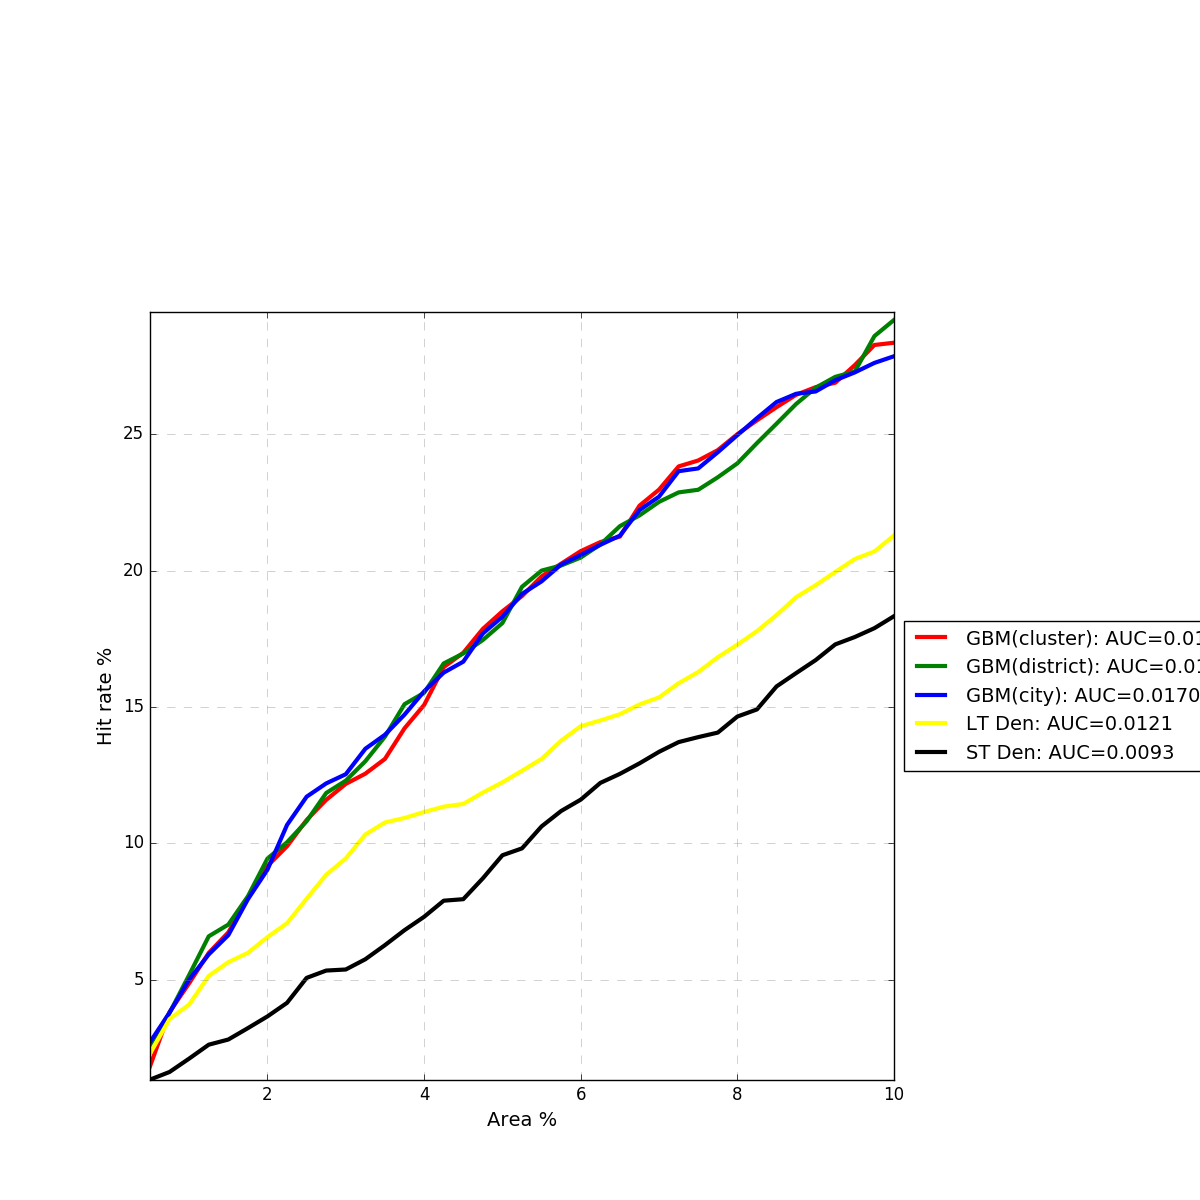 25
20
15
10
5
Hit rate %
2 4 6 8 10
Area %
GBM(cluster): AUC=0.01
GBM(district): AUC=0.01
GBM(city): AUC=0.0170
LT Den: AUC=0.0121
ST Den: AUC=0.0093